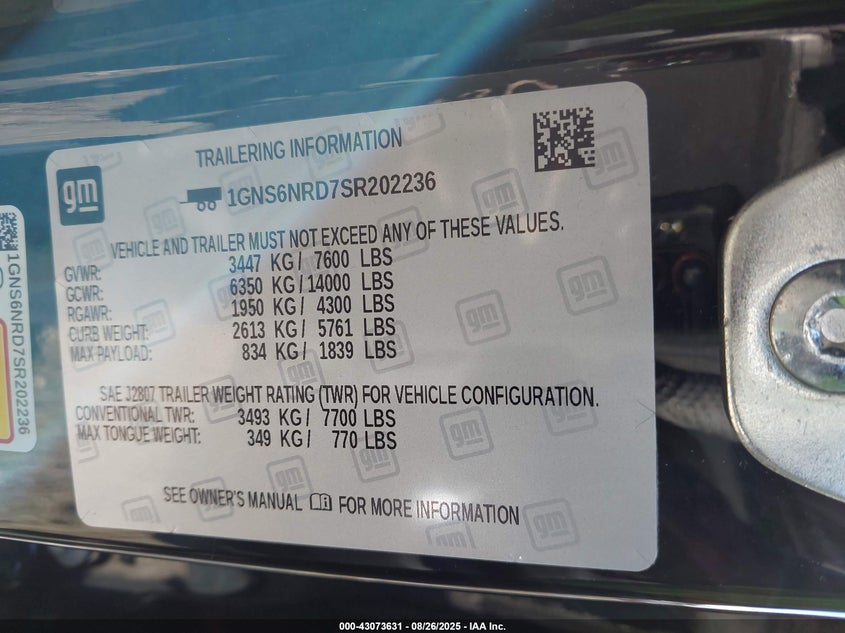 TRAILERING INFORMATION
gm
1GNS6NRD7SR202236
VEHICLE AND TRAILER MUST NOT EXCEED ANY OF THESE VALUES.
GVWR: 3447 KG/ 7600 LBS
GCWR: 6350 KG/14000 LBS
RGAWR: 1950 KG/ 4300 LBS
CURB WEIGHT: 2613 KG/ 5761 LBS
MAX PAYLOAD: 834 KG/ 1839 LBS
SAE J2807 TRAILER WEIGHT RATING (TWR) FOR VEHICLE CONFIGURATION.
CONVENTIONAL TWR: 3493 KG/ 7700 LBS
MAX TONGUE WEIGHT: 349 KG/ 770 LBS
SEE OWNER'S MANUAL FOR MORE INFORMATION
1GNS6NRD7SR202236
000-43073631 - 08/26/2025 - IAA Inc.